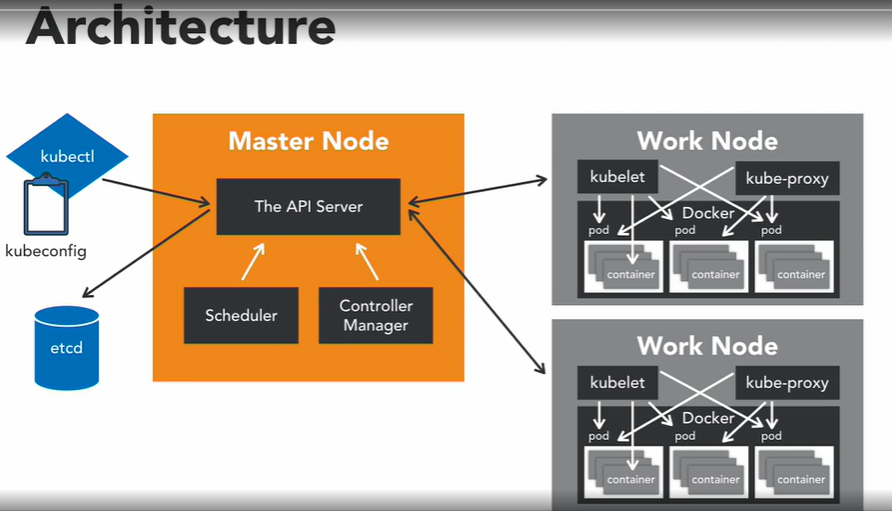 Architecture
kubectl
kubeconfig
etcd
Master Node
The API Server
Scheduler
Controller
Manager
Work Node
kubelet
kube-proxy
Docker
pod
pod
pod
container
container
container
Work Node
kubelet
kube-proxy
Docker
pod
pod
pod
container
container
container